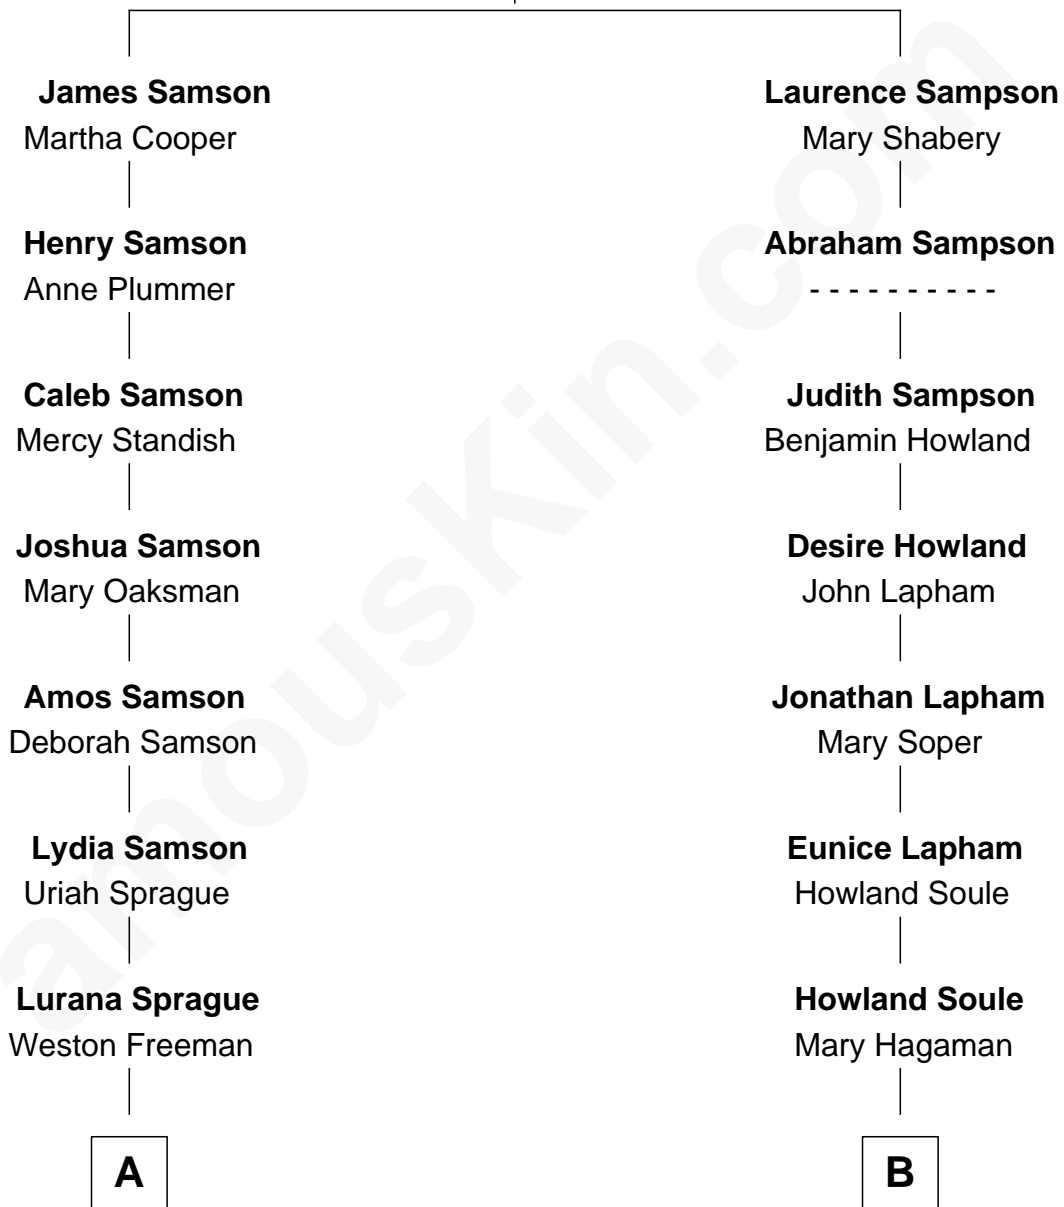 James Samson
Martha Cooper
Henry Samson
Anne Plummer
Caleb Samson
Mercy Standish
Joshua Samson
Mary Oaksman
Amos Samson
Deborah Samson
Lydia Samson
Uriah Sprague
Lurana Sprague
Weston Freeman
A
Laurence Sampson
Mary Shabery
Abraham Sampson
- - - - - - - - - -
Judith Sampson
Benjamin Howland
Desire Howland
John Lapham
Jonathan Lapham
Mary Soper
Eunice Lapham
Howland Soule
Howland Soule
Mary Hagaman
B
amouskin.com